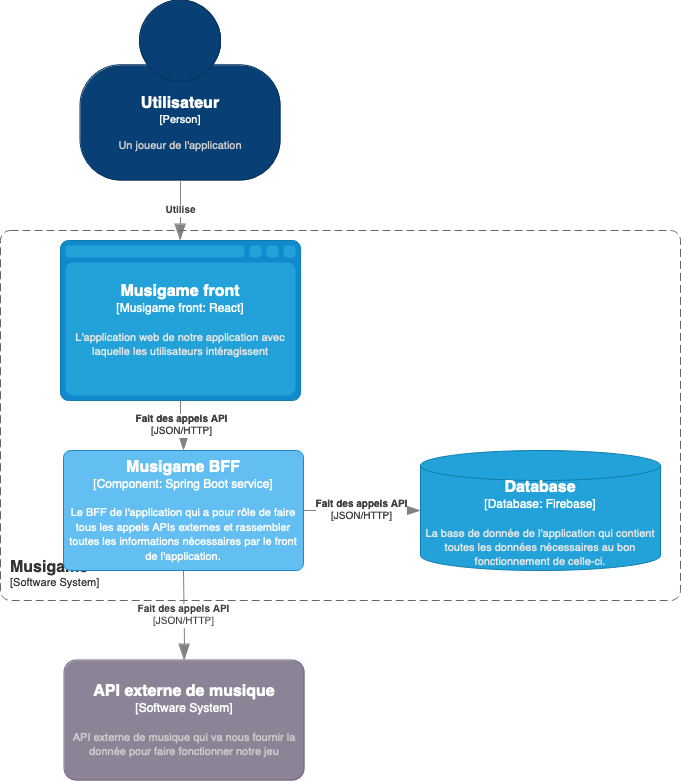 Utilisateur
[Person]
Un joueur de l'application
Utilise
Musigame front
[Musigame front: React]
L'application web de notre application avec
laquelle les utilisateurs intéragissent
Fait des appels API
[JSON/HTTP]
Musigame BFF
[Component: Spring Boot service]
Le BFF de l'application qui a pour rôle de faire
tous les appels APIs externes et rassembler
toutes les informations nécessaires par le front
de l'application.
Fait des appels API
[JSON/HTTP]
Database
[Database: Firebase]
La base de donnée de l'application qui contient
toutes les données nécessaires au bon
fonctionnement de celle-ci.
Musigame
[Software System]
Fait des appels API
[JSON/HTTP]
API externe de musique
[Software System]
API externe de musique qui va nous fournir la
donnée pour faire fonctionner notre jeu